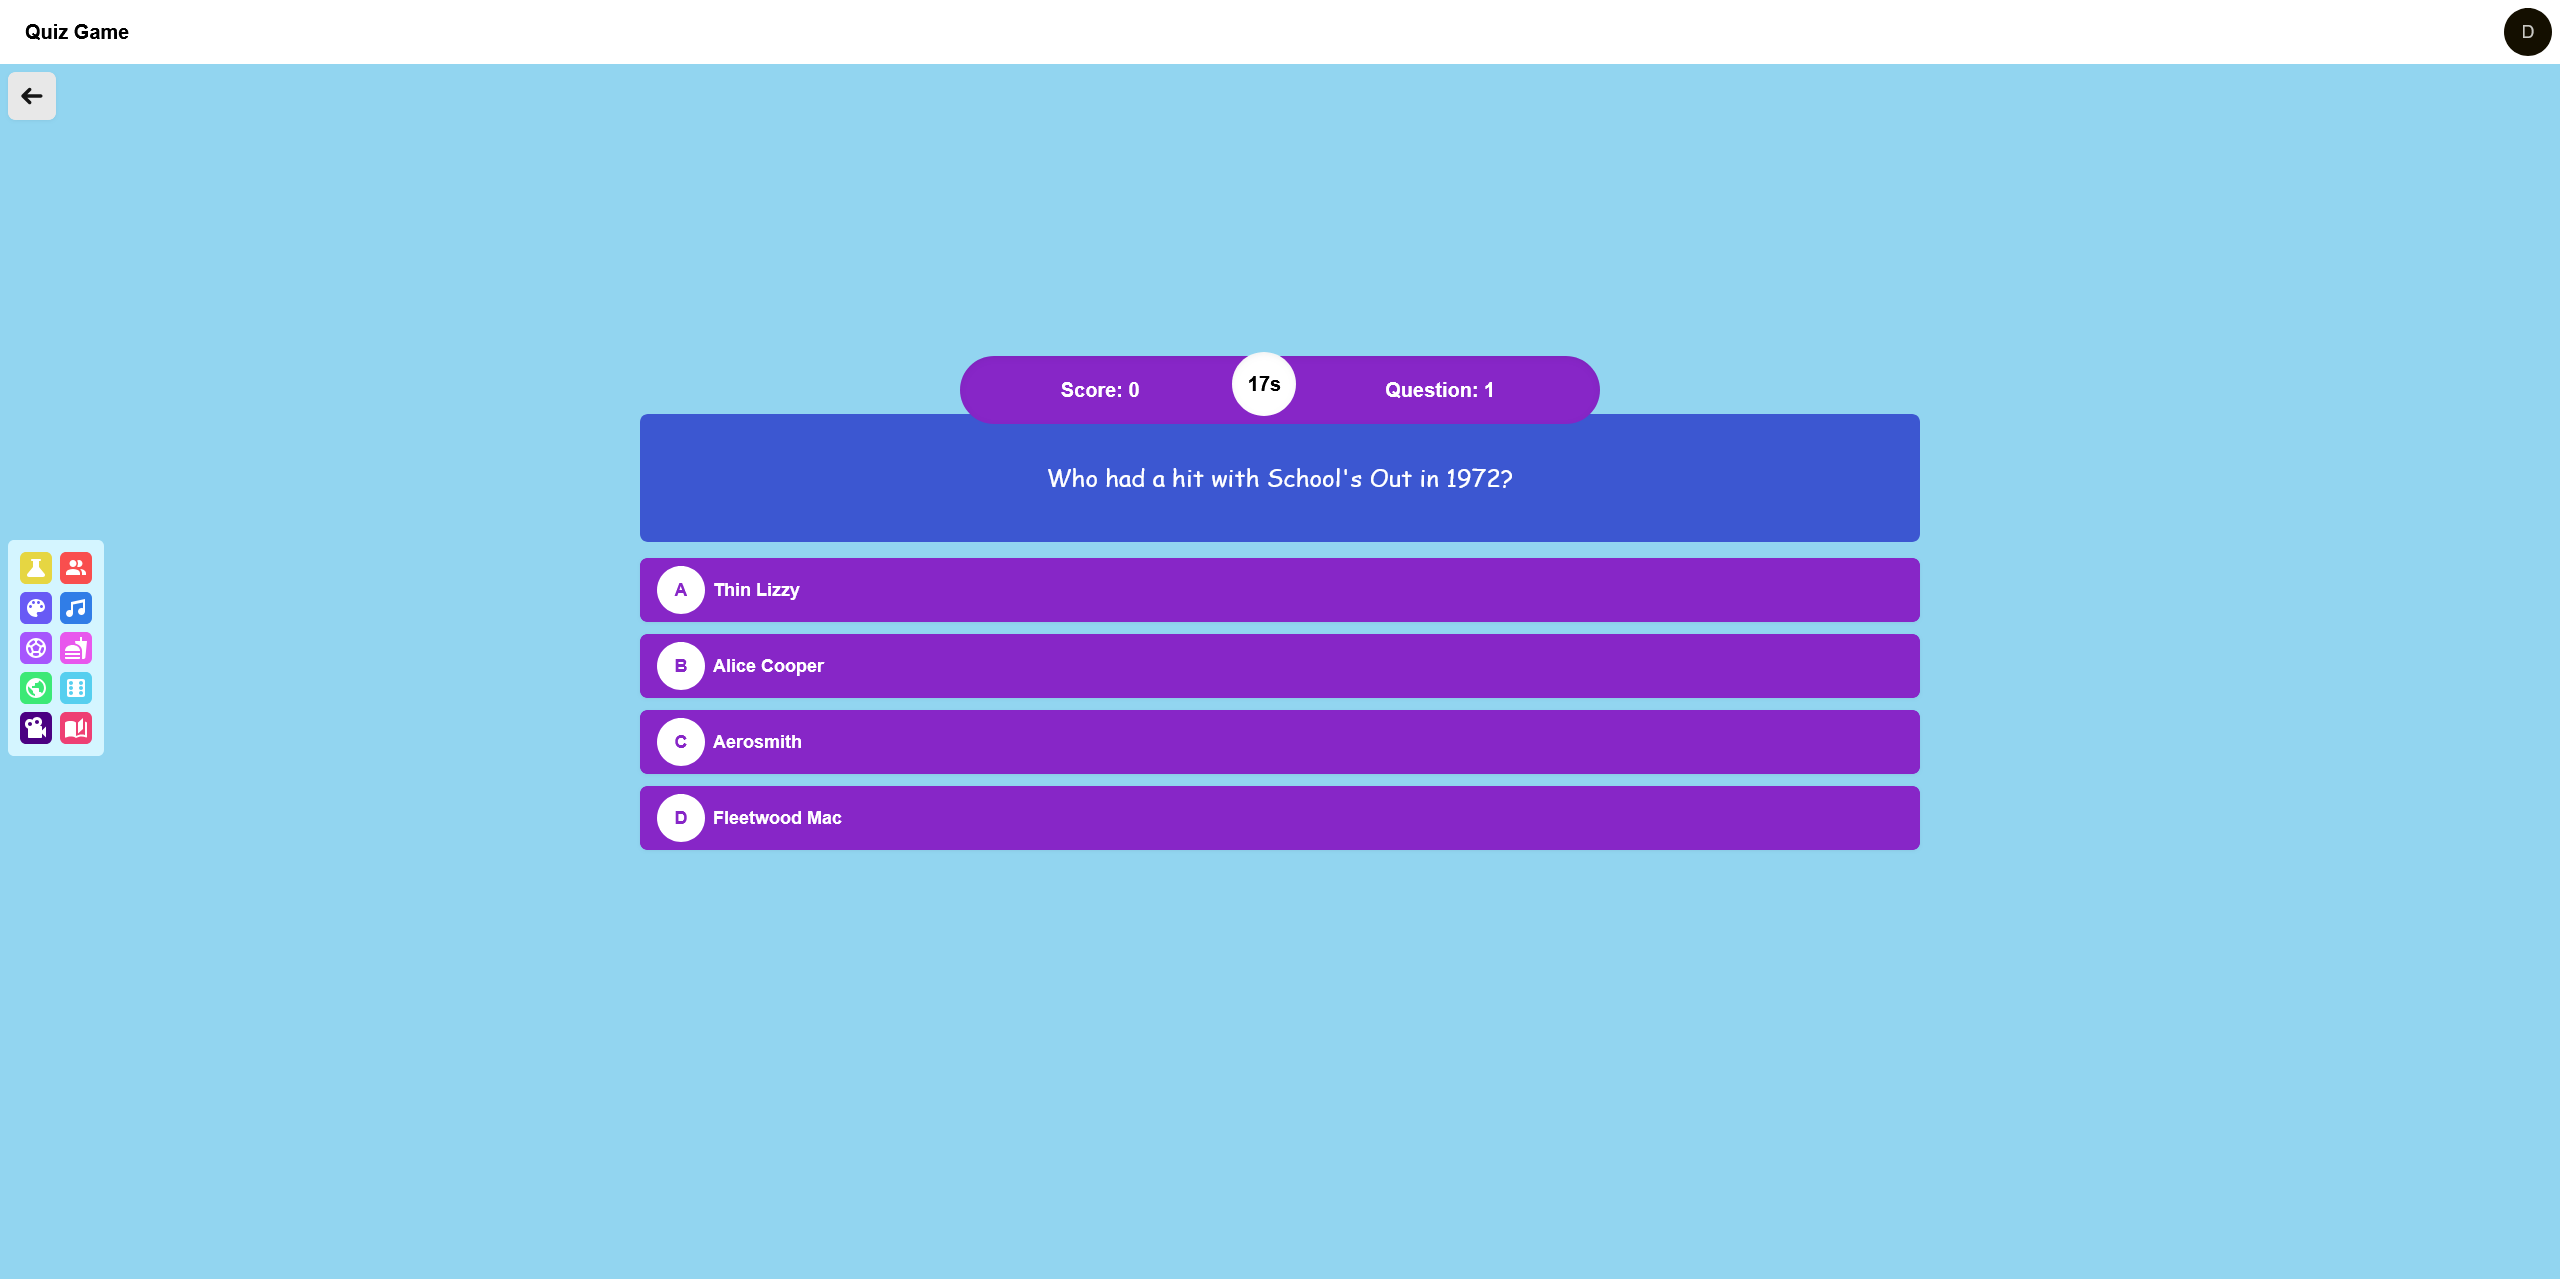 Quiz Game
D
Score: 0
17s
Question: 1
Who had a hit with School's Out in 1972?
A Thin Lizzy
B Alice Cooper
C Aerosmith
D Fleetwood Mac